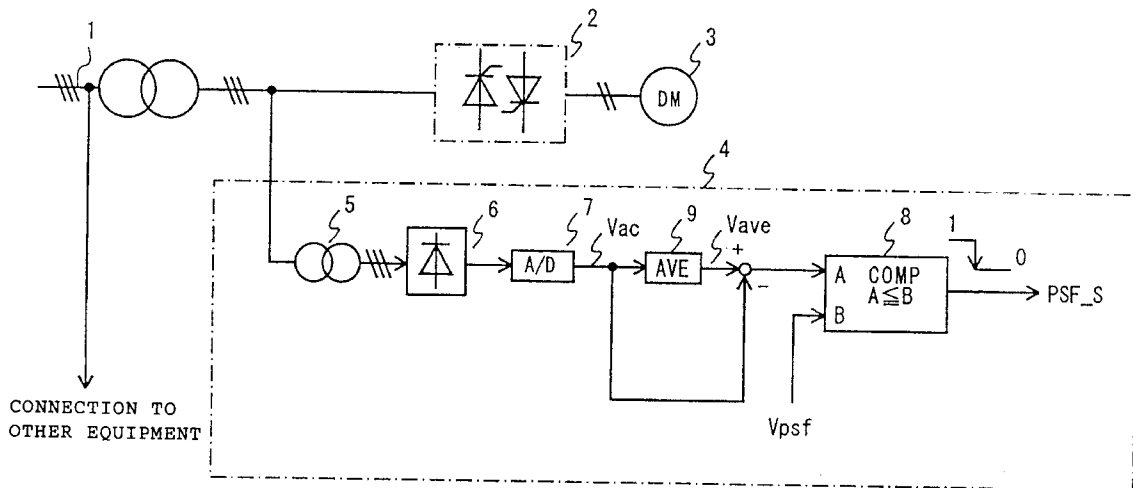 1
2
3
DM
4
5
6
7
Vac
9
Vave
8
1
0
A/D
AVE
+
-
A COMP
A≦B
B
PSF_S
Vpsf
CONNECTION TO
OTHER EQUIPMENT